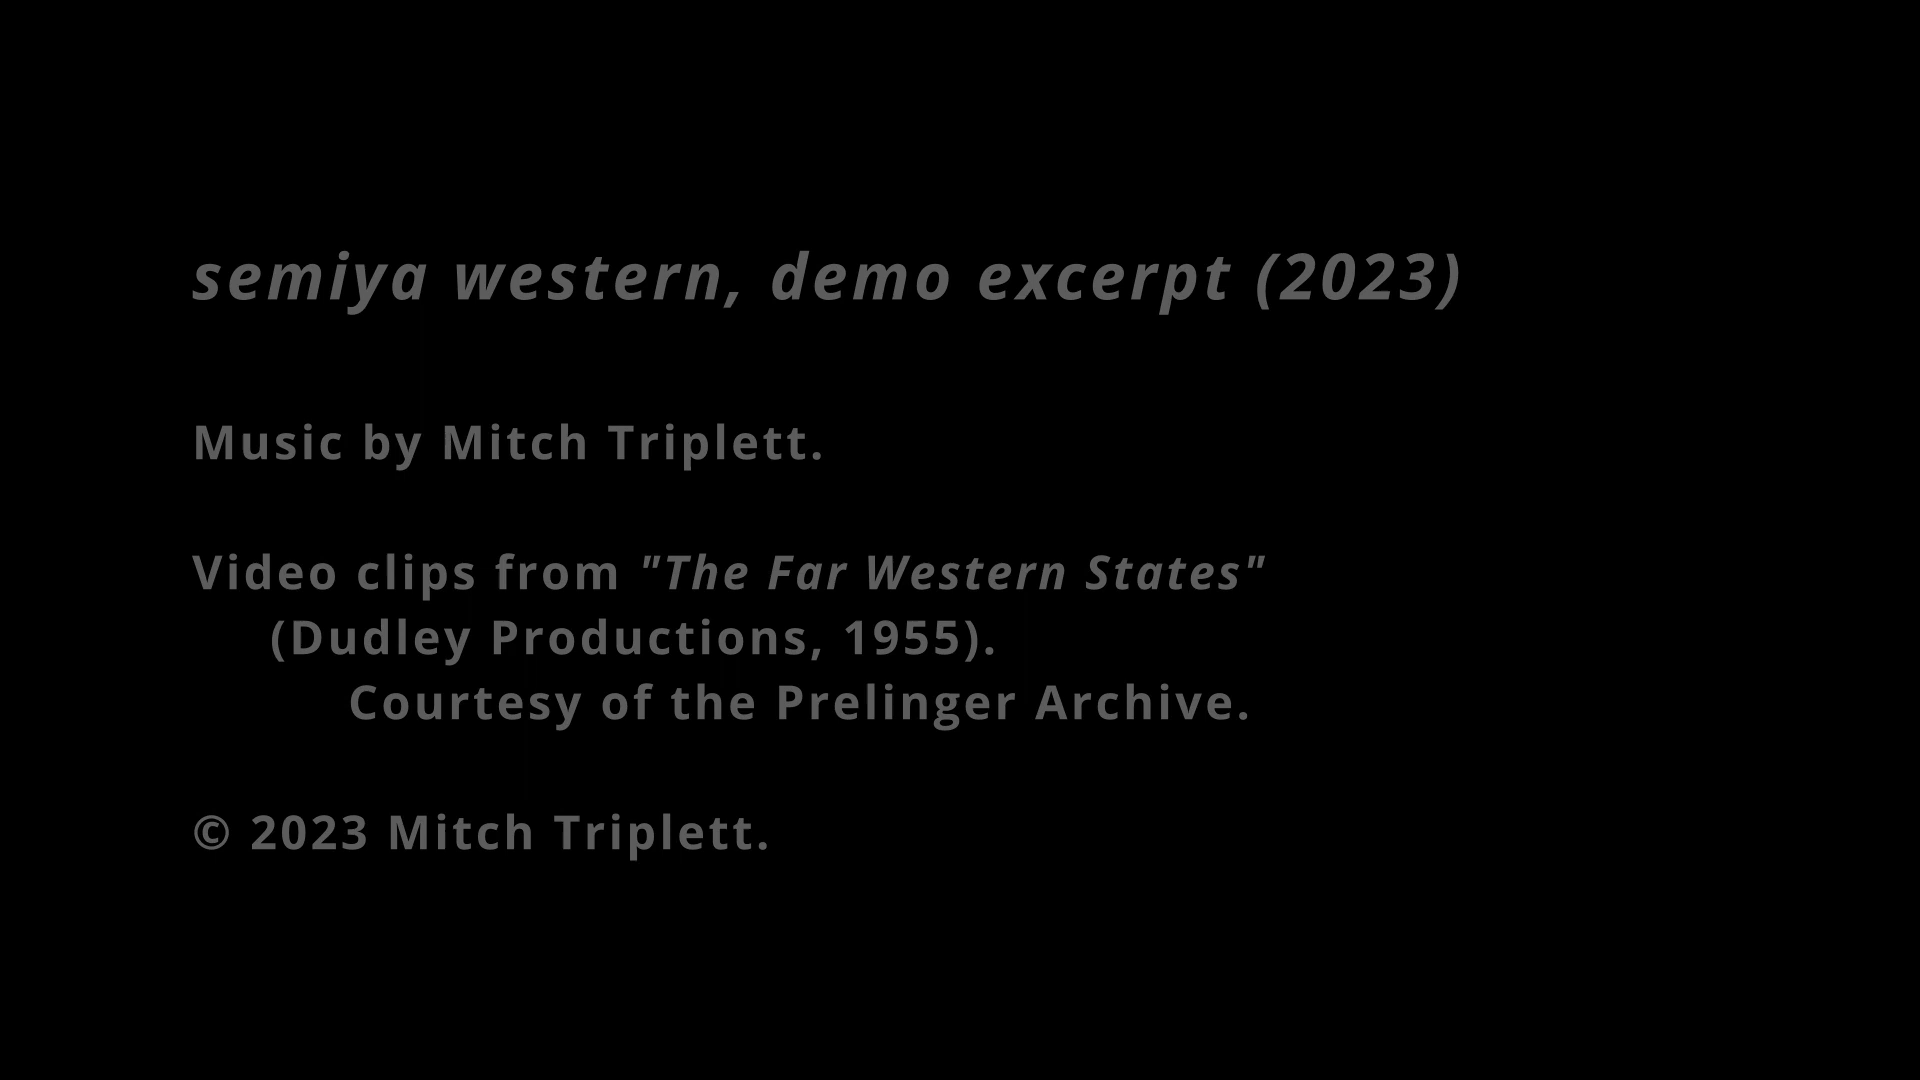 semiya western, demo excerpt (2023)
Music by Mitch Triplett.
Video clips from "The Far Western States"
(Dudley Productions, 1955).
Courtesy of the Prelinger Archive.
© 2023 Mitch Triplett.